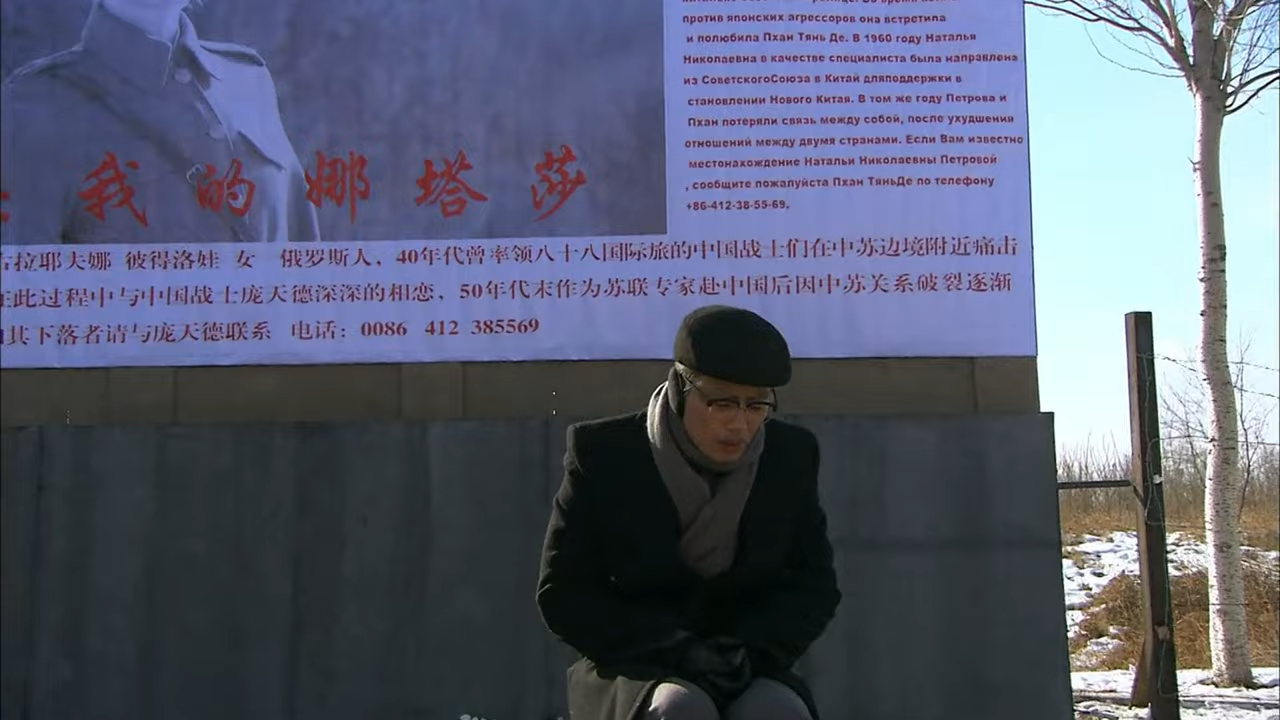 против японских агрессоров она встретила
и полюбила Пхан Тянь Де. В 1960 году Наталья
Николаевна в качестве специалиста была направлена
из СоветскогоСоюза в Китай дляподдержки в
становлении Нового Китая. В том же году Петрова и
Пхан потеряли связь между собой, после ухудшения
отношений между двумя странами. Если Вам известно
местонахождение Натальи Николаевны Петровой
, сообщите пожалуйста Пхан ТяньДе по телефону
+86-412-38-55-69.
我的娜塔莎
拉耶夫娜 彼得洛娃 女 俄罗斯人，40年代曾率领八十八国际旅的中国战士们在中苏边境附近痛击
在此过程中与中国战士庞天德深深的相恋，50年代末作为苏联专家赴中国后因中苏关系破裂逐渐
其下落者请与庞天德联系 电话：0086 412 385569